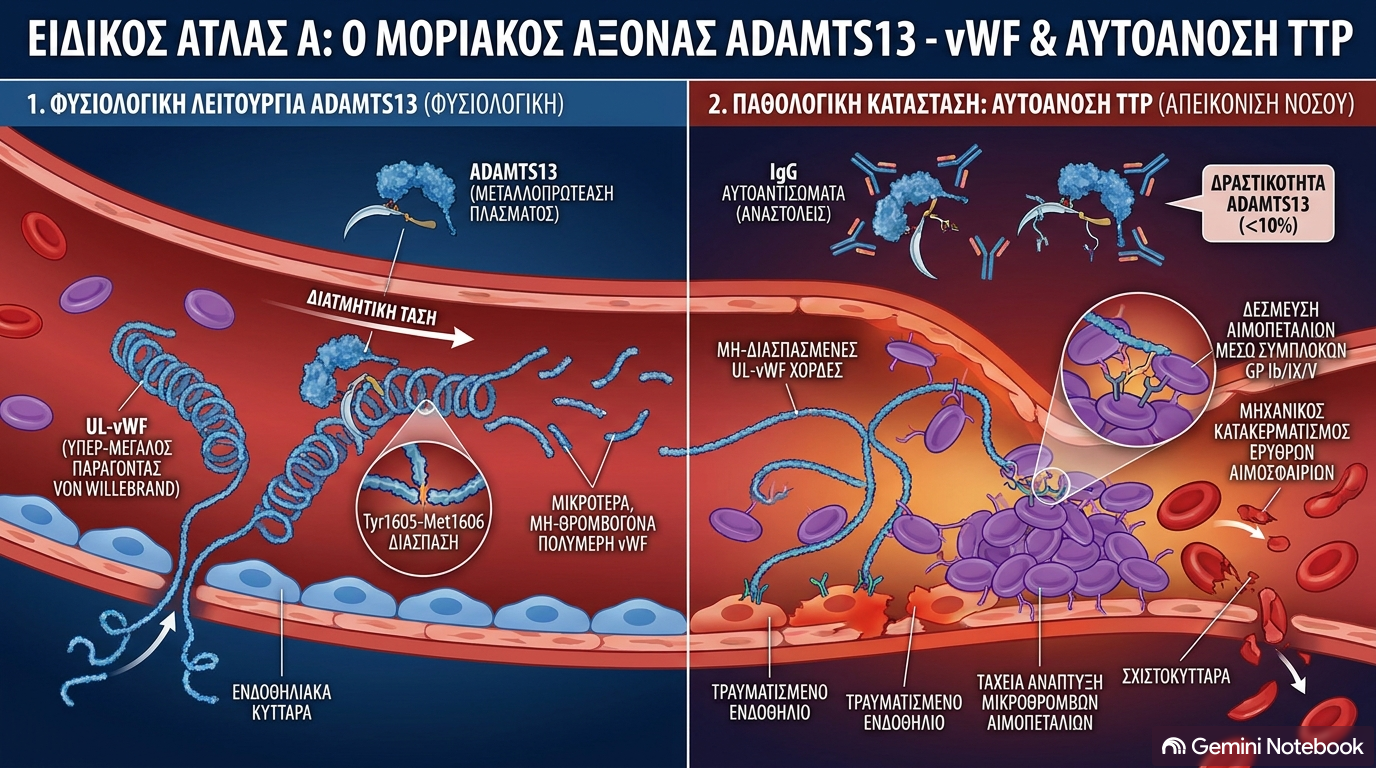 ΕΙΔΙΚΟΣ ΑΤΛΑΣ Α: Ο ΜΟΡΙΑΚΟΣ ΑΞΟΝΑΣ ADAMTS13 - vWF & ΑΥΤΟΑΝΟΣΗ TTP
1. ΦΥΣΙΟΛΟΓΙΚΗ ΛΕΙΤΟΥΡΓΙΑ ADAMTS13 (ΦΥΣΙΟΛΟΓΙΚΗ)
ADAMTS13
(ΜΕΤΑΛΛΟΠΡΩΤΕΑΣΗ
ΠΛΑΣΜΑΤΟΣ)
ΔΙΑΤΜΗΤΙΚΗ ΤΑΣΗ
UL-vWF
(ΥΠΕΡ-ΜΕΓΑΛΟΣ
ΠΑΡΑΓΟΝΤΑΣ
VON WILLEBRAND)
Tyr1605-Met1606
ΔΙΑΣΠΑΣΗ
ΜΙΚΡΟΤΕΡΑ,
ΜΗ-ΘΡΟΜΒΟΓΟΝΑ
ΠΟΛΥΜΕΡΗ vWF
ΕΝΔΟΘΗΛΙΑΚΑ
ΚΥΤΤΑΡΑ
2. ΠΑΘΟΛΟΓΙΚΗ ΚΑΤΑΣΤΑΣΗ: ΑΥΤΟΑΝΟΣΗ TTP (ΑΠΕΙΚΟΝΙΣΗ ΝΟΣΟΥ)
IgG
ΑΥΤΟΑΝΤΙΣΩΜΑΤΑ
(ΑΝΑΣΤΟΛΕΙΣ)
ΔΡΑΣΤΙΚΟΤΗΤΑ
ADAMTS13
(<10%)
ΜΗ-ΔΙΑΣΠΑΣΜΕΝΕΣ
UL-vWF ΧΟΡΔΕΣ
ΔΕΣΜΕΥΣΗ
ΑΙΜΟΠΕΤΑΛΙΩΝ
ΜΕΣΩ ΣΥΜΠΛΟΚΩΝ
GP Ib/IX/V
ΜΗΧΑΝΙΚΟΣ
ΚΑΤΑΚΕΡΜΑΤΙΣΜΟΣ
ΕΡΥΘΡΩΝ
ΑΙΜΟΣΦΑΙΡΙΩΝ
ΤΡΑΥΜΑΤΙΣΜΕΝΟ
ΕΝΔΟΘΗΛΙΟ
ΤΡΑΥΜΑΤΙΣΜΕΝΟ
ΕΝΔΟΘΗΛΙΟ
ΤΑΧΕΙΑ ΑΝΑΠΤΥΞΗ
ΜΙΚΡΟΘΡΟΜΒΩΝ
ΑΙΜΟΠΕΤΑΛΙΩΝ
ΣΧΙΣΤΟΚΥΤΤΑΡΑ
Gemini Notebook